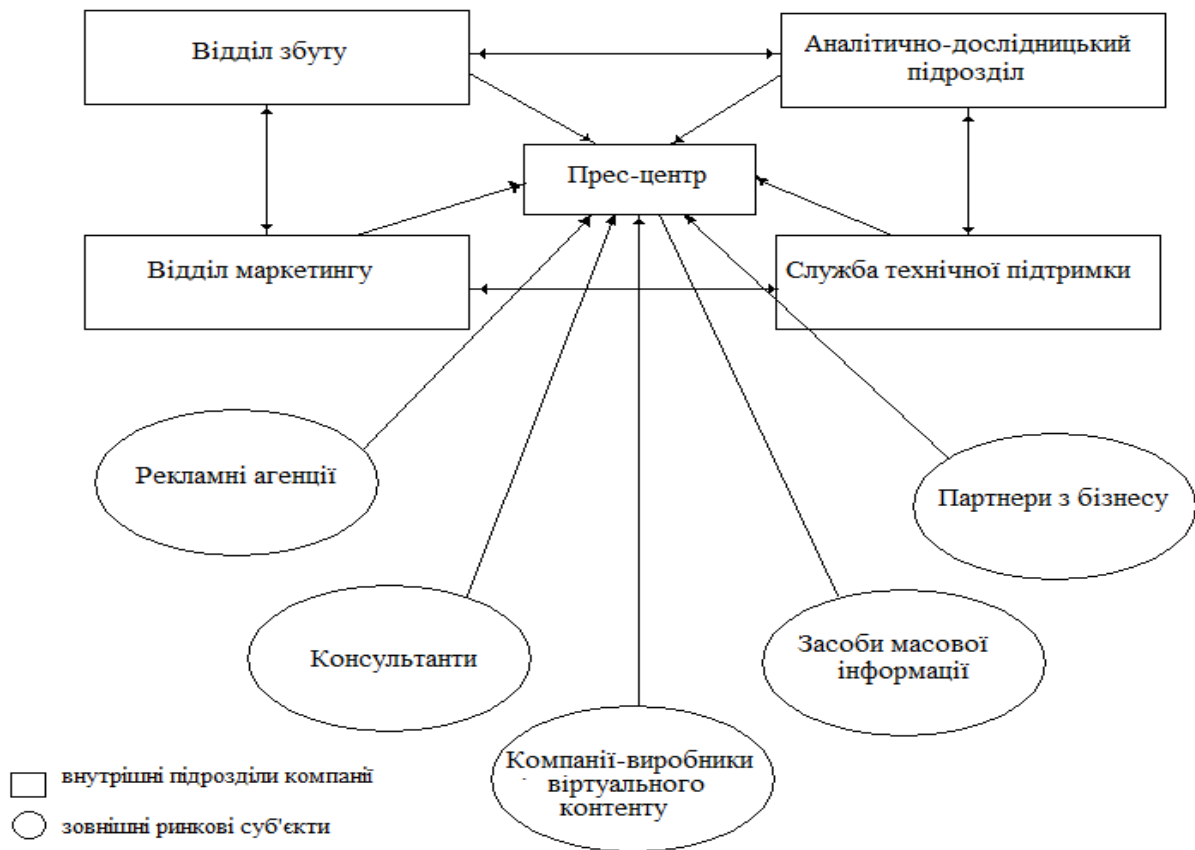 Відділ збуту
Аналітично-дослідницький
підрозділ
Прес-центр
Відділ маркетингу
Служба технічної підтримки
Рекламні агенції
Партнери з бізнесу
Консультанти
Засоби масової
інформації
Компанії-виробники
віртуального
контенту
внутрішні підрозділи компанії
зовнішні ринкові суб'єкти